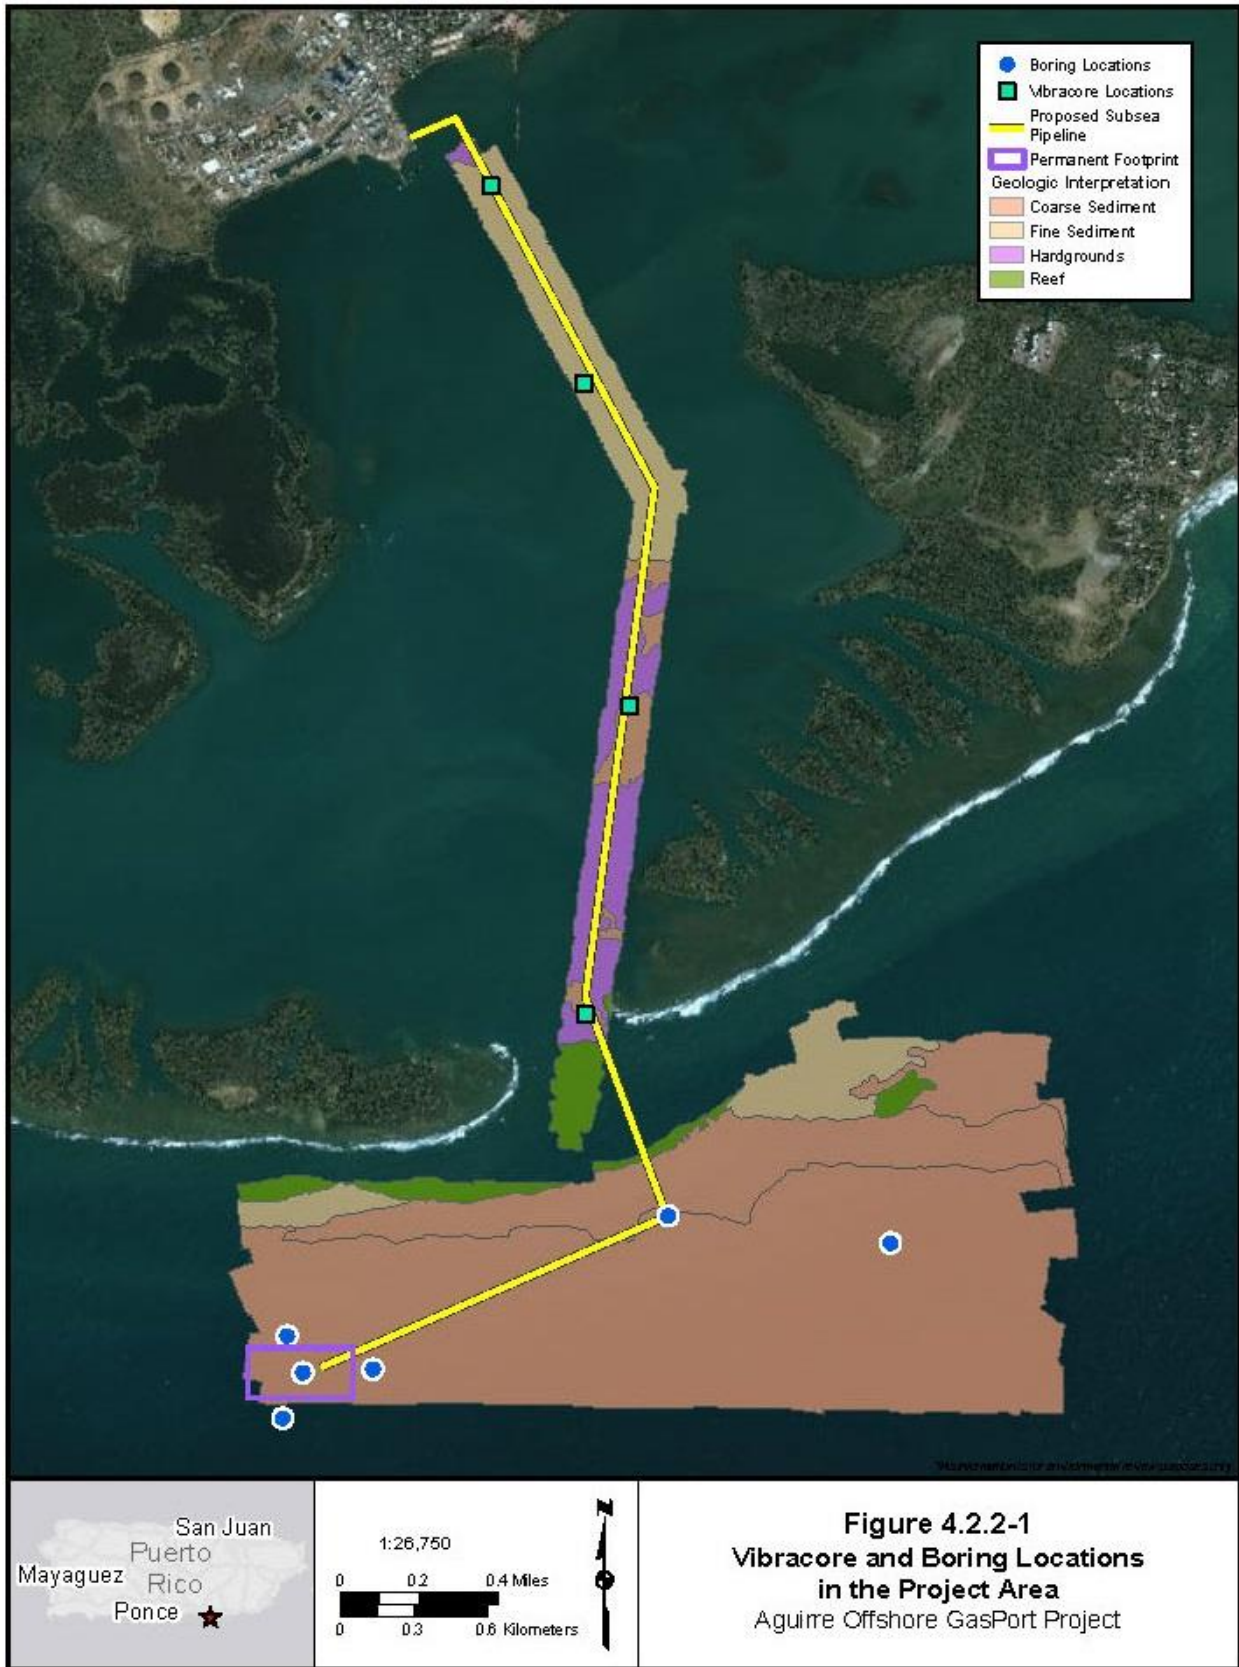 Boring Locations
Vibracore Locations
Proposed Subsea
Pipeline
Permanent Footprint
Geologic Interpretation
Coarse Sediment
Fine Sediment
Hardgrounds
Reef
San Juan
Puerto
Mayaguez
Rico
Ponce
1:26,750
0 0.2 0.4 Miles
0 0.3 0.6 Kilometers
N
Figure 4.2.2-1
Vibracore and Boring Locations
in the Project Area
Aguirre Offshore GasPort Project